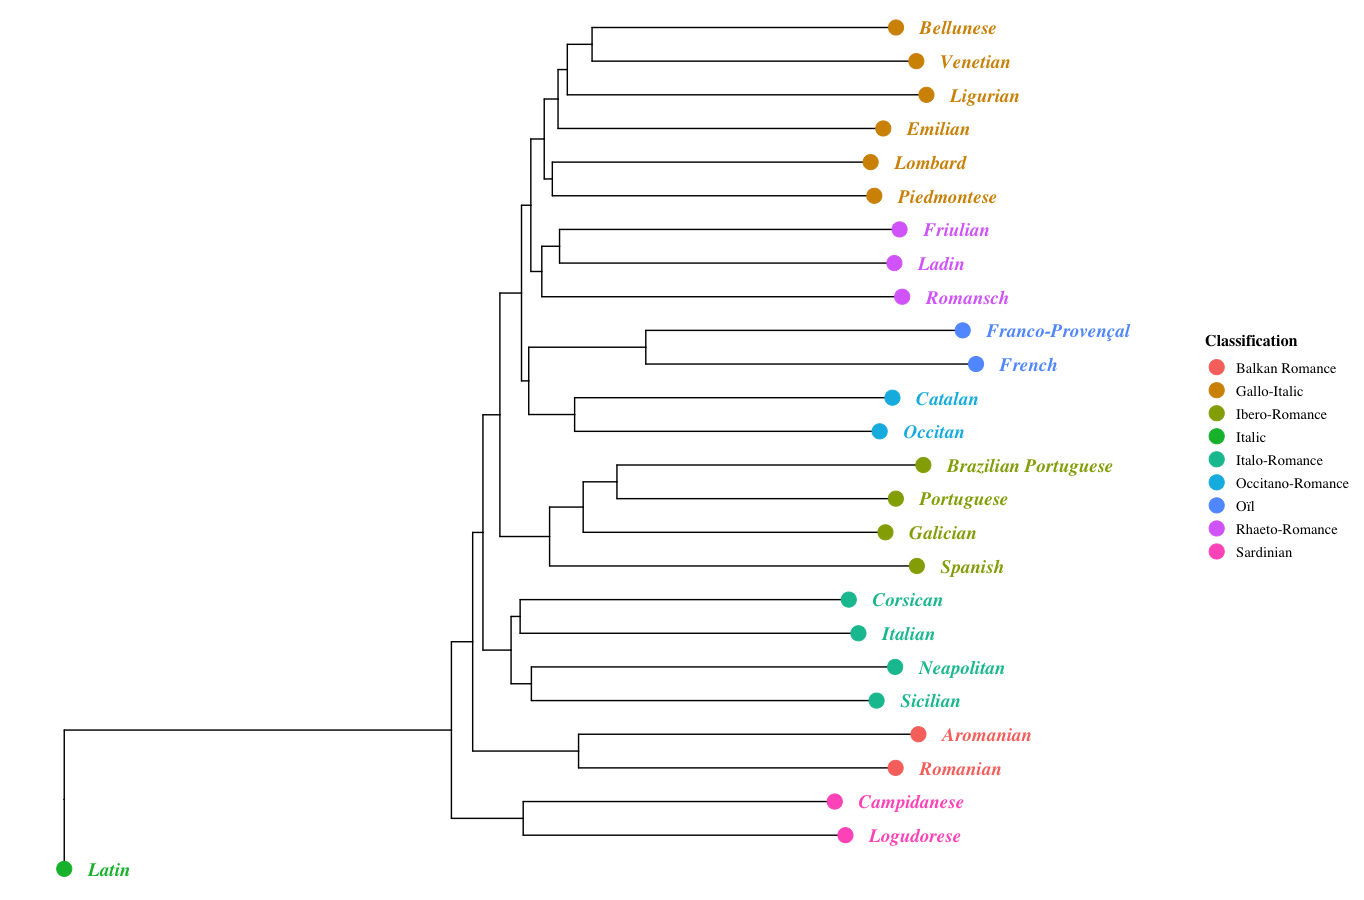 Bellunese
Venetian
Ligurian
Emilian
Lombard
Piedmontese
Friulian
Ladin
Romansch
Franco-Provençal
French
Catalan
Occitan
Brazilian Portuguese
Portuguese
Galician
Spanish
Corsican
Italian
Neapolitan
Sicilian
Aromanian
Romanian
Campidanese
Logudorese
Latin
Classification
Balkan Romance
Gallo-Italic
Ibero-Romance
Italic
Italo-Romance
Occitano-Romance
Oïl
Rhaeto-Romance
Sardinian